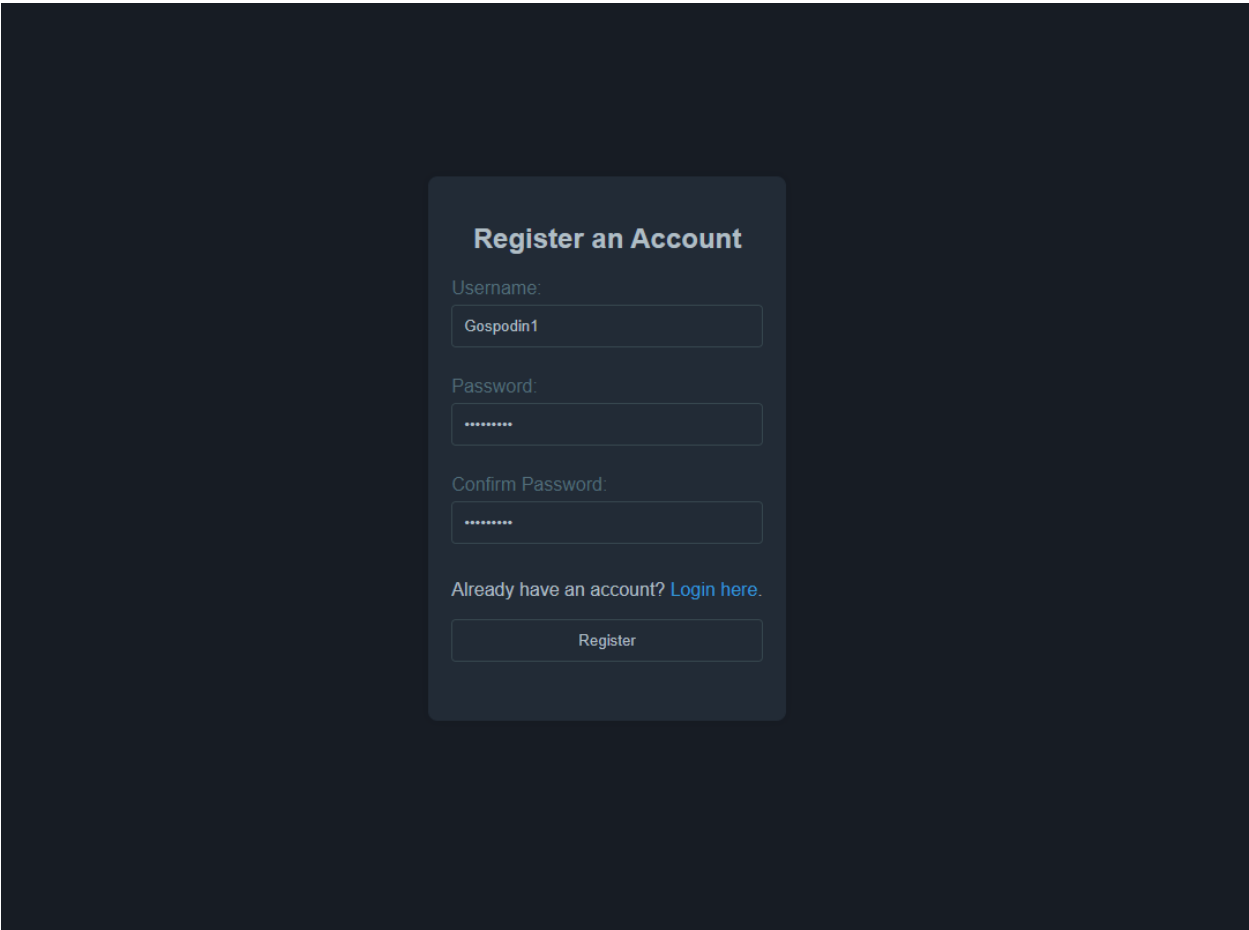 Register an Account
Username:
Gospodin1
Password:
•••••••••
Confirm Password:
•••••••••
Already have an account? Login here.
Register